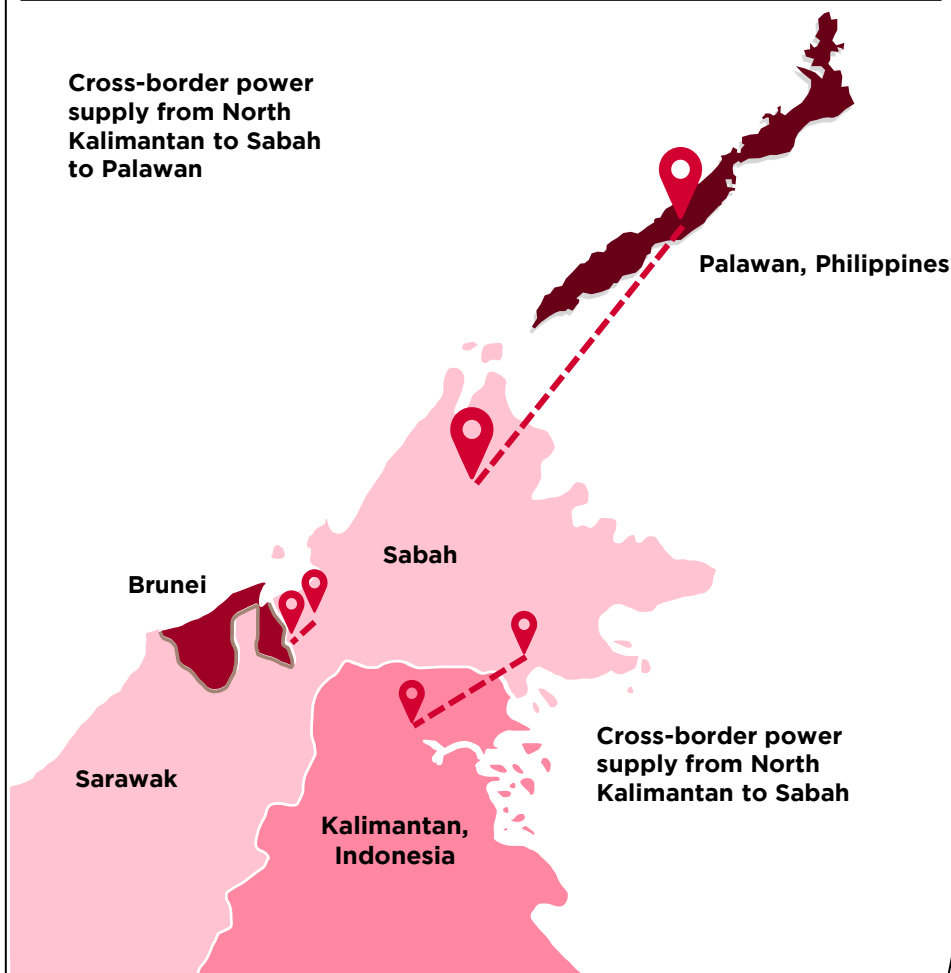 Cross-border power
supply from North
Kalimantan to Sabah
to Palawan
Palawan, Philippines
Sabah
Brunei
Sarawak
Cross-border power
supply from North
Kalimantan to Sabah
Kalimantan,
Indonesia